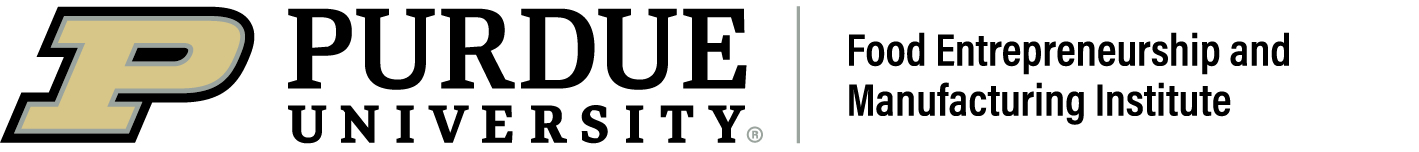 P
PURDUE
UNIVERSITY®
Food Entrepreneurship and
Manufacturing Institute